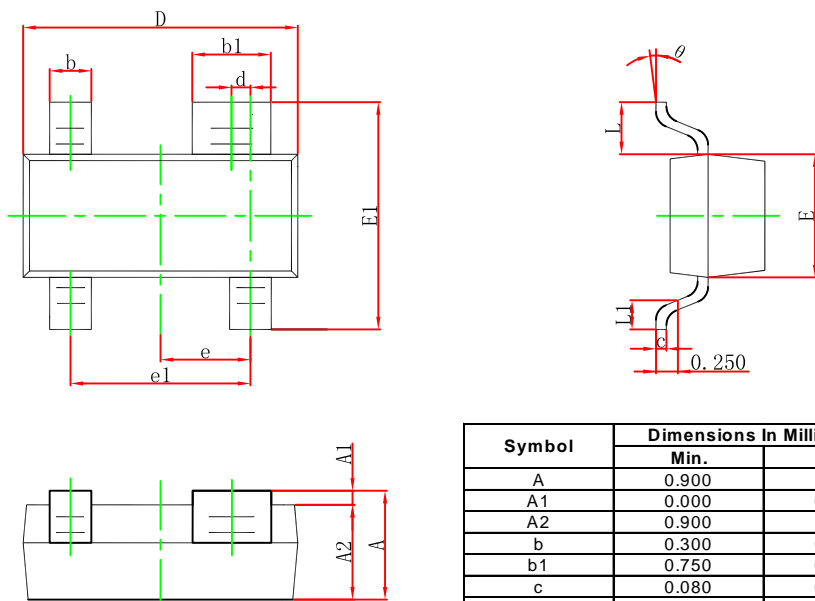 D
b1
b
d
E1
e
e1
θ
L
E
L1
c
0.250
A1
A2
A
Symbol
Dimensions In Milli
Min.
A 0.900
A1 0.000
A2 0.900
b 0.300
b1 0.750
c 0.080